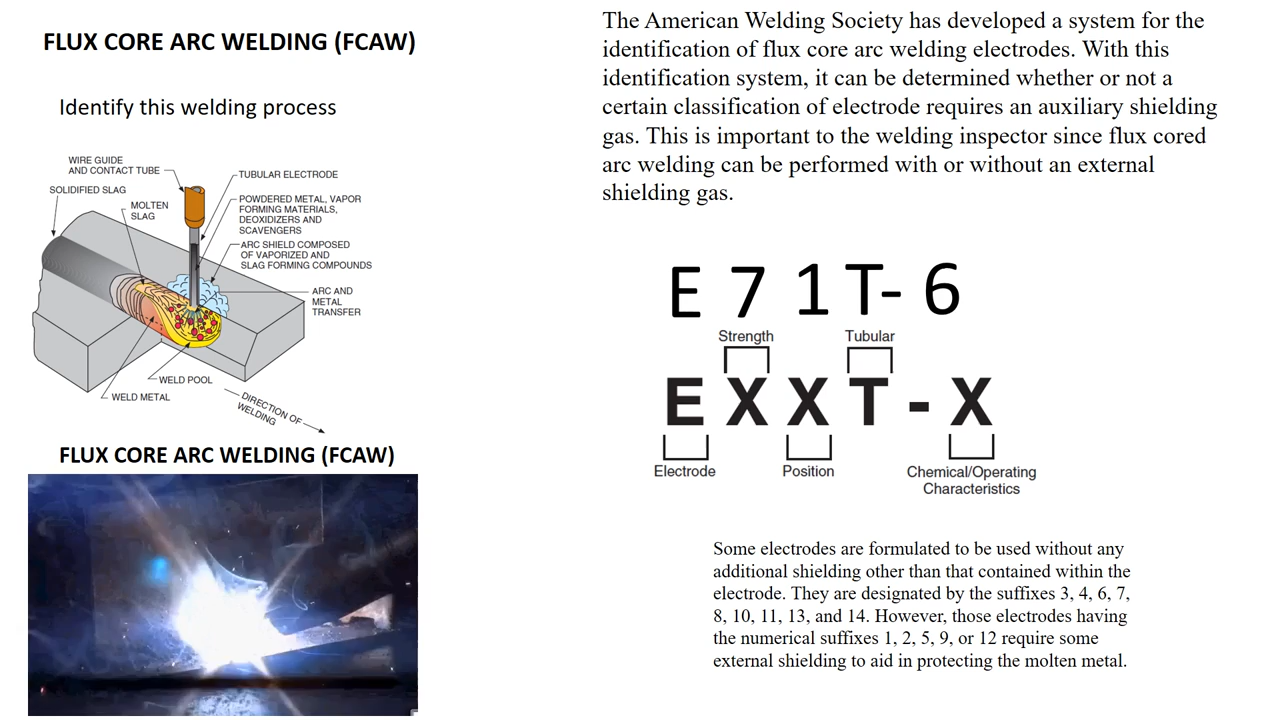 FLUX CORE ARC WELDING (FCAW)
Identify this welding process
WIRE GUIDE
AND CONTACT TUBE
SOLIDIFIED SLAG
MOLTEN
SLAG
TUBULAR ELECTRODE
POWDERED METAL, VAPOR
FORMING MATERIALS,
DEOXIDIZERS AND
SCAVENGERS
ARC SHIELD COMPOSED
OF VAPORIZED AND
SLAG FORMING COMPOUNDS
ARC AND
METAL
TRANSFER
WELD POOL
WELD METAL
DIRECTION OF
WELDING
FLUX CORE ARC WELDING (FCAW)
The American Welding Society has developed a system for the
identification of flux core arc welding electrodes. With this
identification system, it can be determined whether or not a
certain classification of electrode requires an auxiliary shielding
gas. This is important to the welding inspector since flux cored
arc welding can be performed with or without an external
shielding gas.
E 7 1 T- 6
Strength Tubular
E X X T - X
Electrode Position Chemical/Operating
Characteristics
Some electrodes are formulated to be used without any
additional shielding other than that contained within the
electrode. They are designated by the suffixes 3, 4, 6, 7,
8, 10, 11, 13, and 14. However, those electrodes having
the numerical suffixes 1, 2, 5, 9, or 12 require some
external shielding to aid in protecting the molten metal.